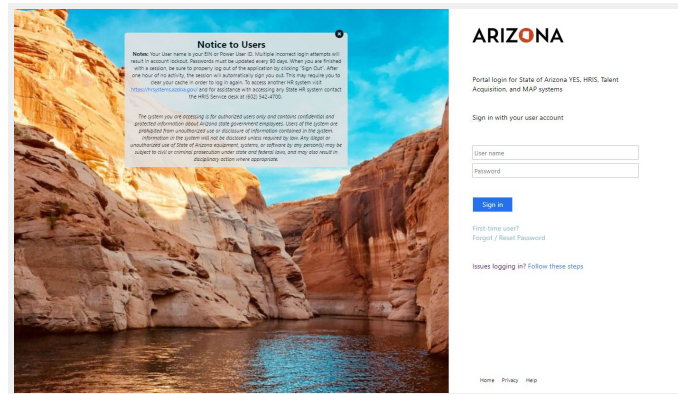 Notice to Users
Notes: Your User name is your EIN or Power User ID. Multiple incorrect login attempts will
result in account lockout. Passwords must be updated every 90 days. When you are finished
with a session, be sure to properly log out of the application by clicking "Sign Out". After
one hour of no activity, the session will automatically sign you out. This may require you to
clear your cache in order to log in again. To access another HR system visit
https://hrsystems.azdoa.gov/ and for assistance with accessing any State HR system contact
the HRIS Service desk at (602) 542-4700.
The system you are accessing is for authorized users only and contains confidential and
protected information about Arizona state government employees. Users of the system are
prohibited from unauthorized use or disclosure of information contained in the system.
Information in the system will not be disclosed unless required by law. Any illegal or
unauthorized use of State of Arizona equipment, systems, or software by any person(s) may be
subject to civil or criminal prosecution under state and federal laws, and may also result in
disciplinary action where appropriate.
ARIZONA
Portal login for State of Arizona YES, HRIS. Talent
Acquisition, and MAP systems
Sign in with your user account
User name
Password
Sign in
First-time user?
Forgot / Reset Password
Issues logging in? Follow these steps
Home Privacy Help